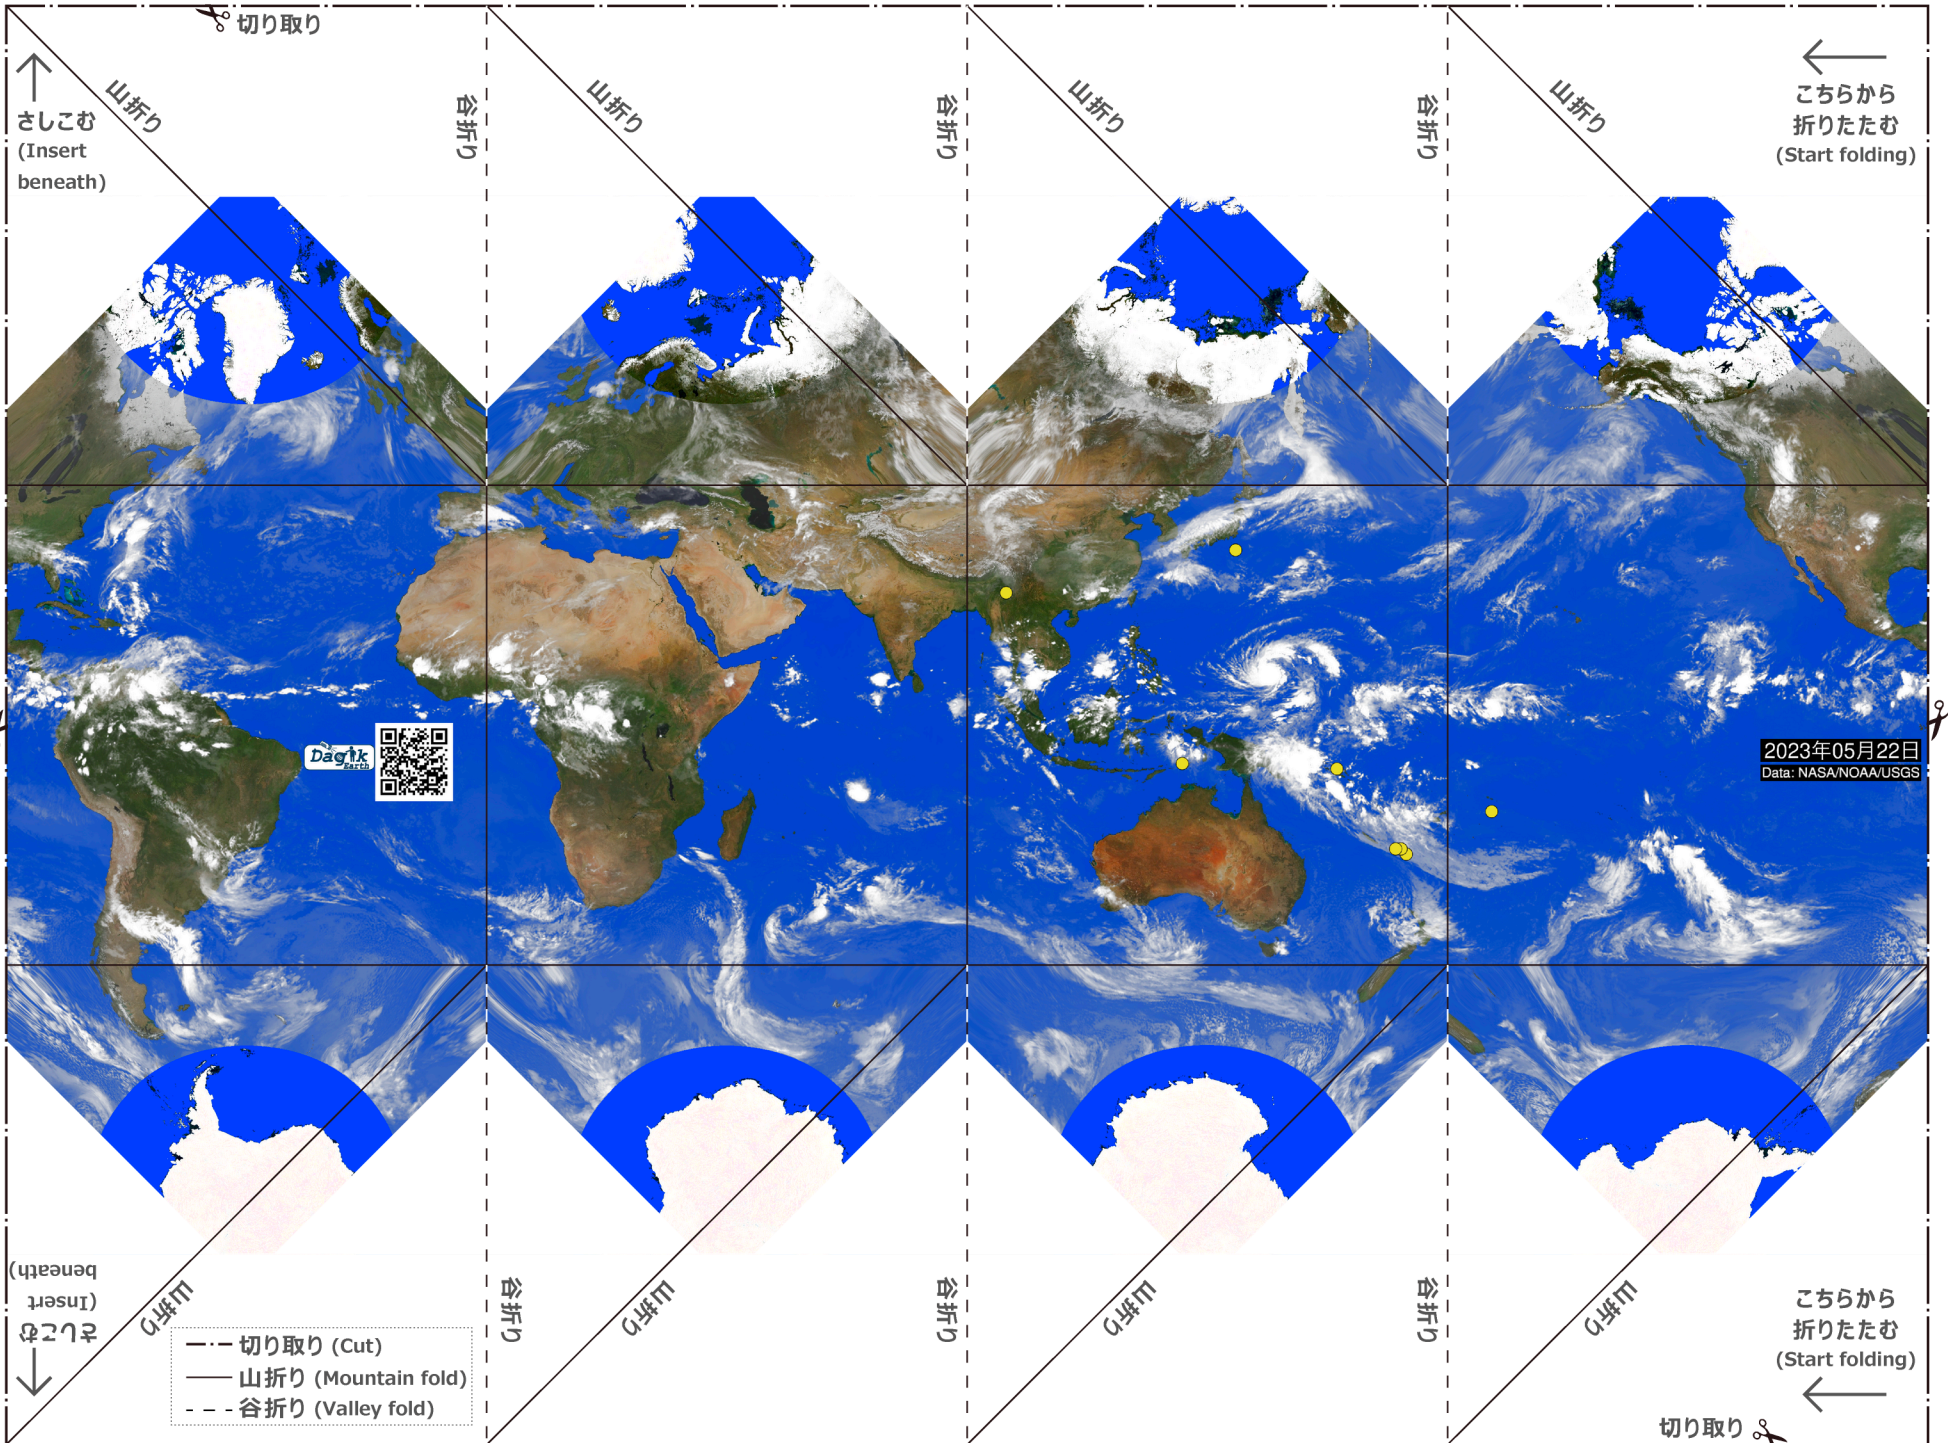 切り取り
山折り
山折り
山折り
山折り
谷折り
谷折り
谷折り
さしこむ
(Insert
beneath)
こちらから
折りたたむ
(Start folding)
Dagik
Earth
2023年05月22日
Data: NASA/NOAA/USGS
さしこむ
(Insert
beneath)
山折り
山折り
山折り
山折り
谷折り
谷折り
谷折り
こちらから
折りたたむ
(Start folding)
切り取り (Cut)
山折り (Mountain fold)
谷折り (Valley fold)
切り取り